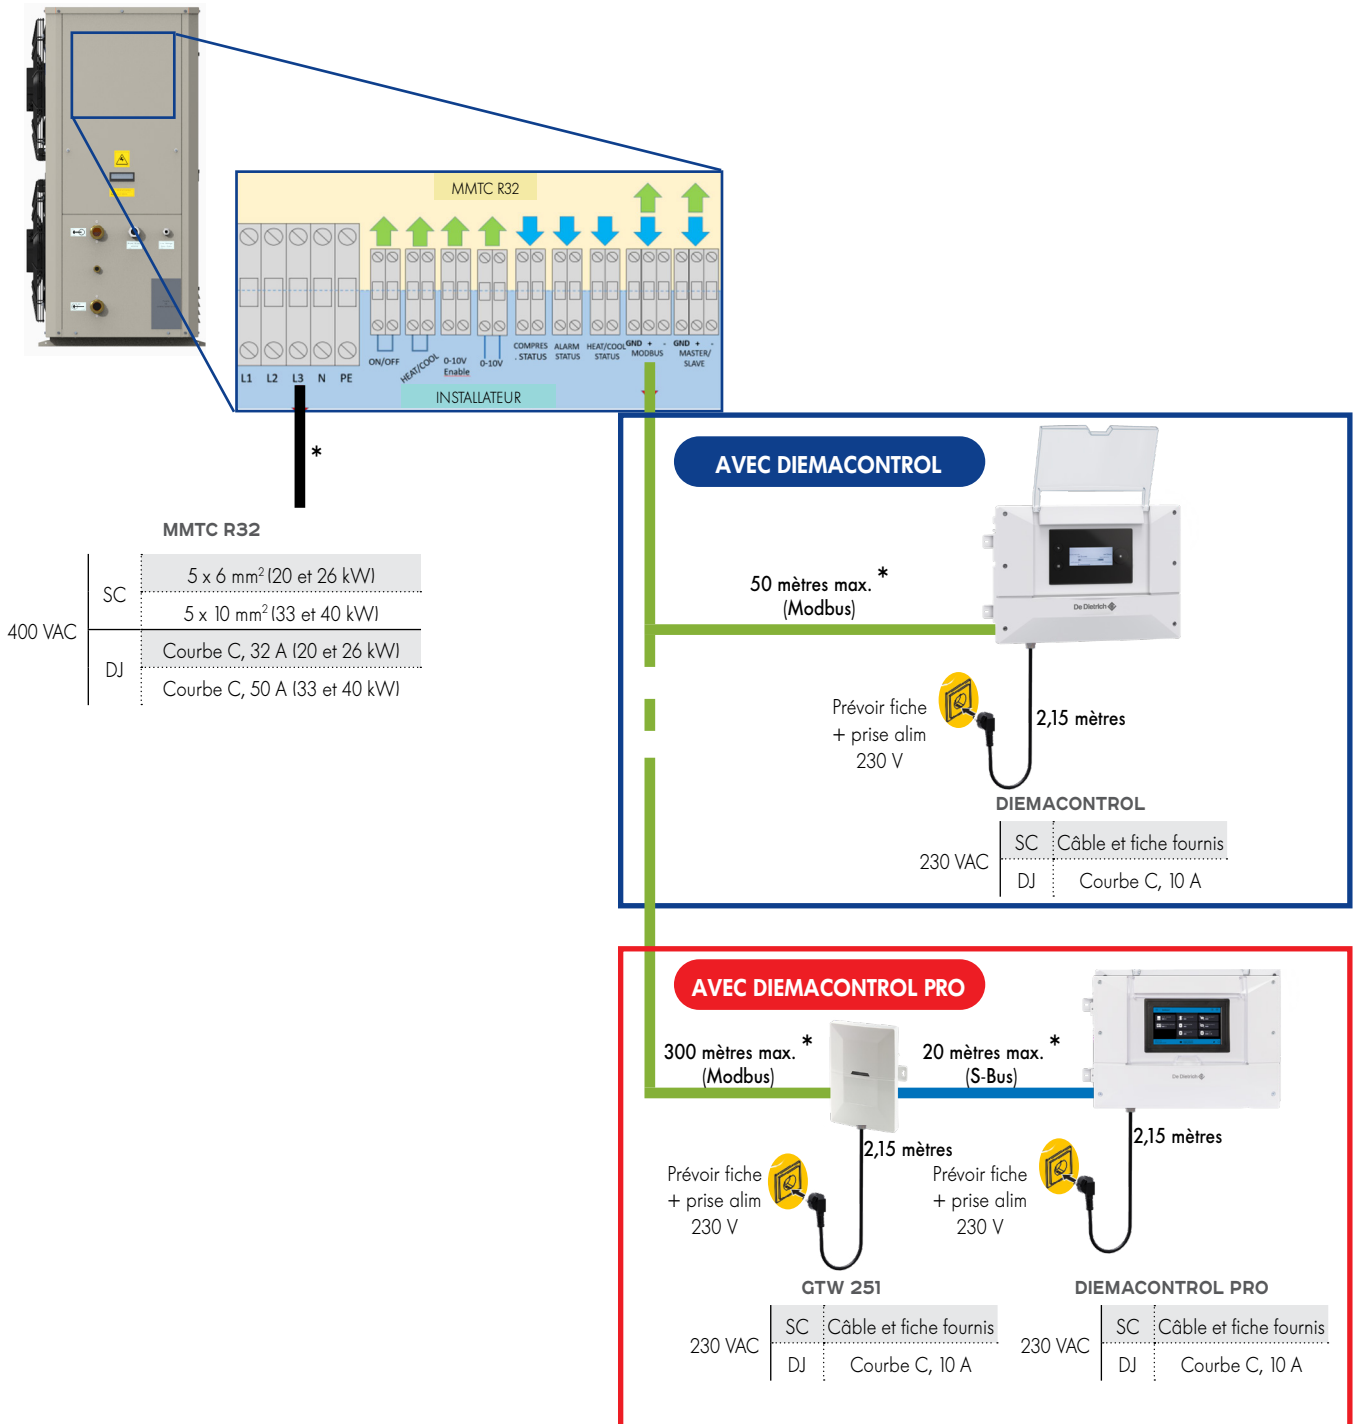 MMTC R32
COMPRES
. STATUS
ALARM
STATUS
HEAT/COOL
STATUS
GND + -
MODBUS
GND + -
MASTER/
SLAVE
ON/OFF
HEAT/COOL
0-10V
Enable
0-10V
L1 L2 L3 N PE
INSTALLATEUR
*
MMTC R32
400 VAC
SC
5 x 6 mm² (20 et 26 kW)
5 x 10 mm² (33 et 40 kW)
DJ
Courbe C, 32 A (20 et 26 kW)
Courbe C, 50 A (33 et 40 kW)
AVEC DIEMACONTROL
50 mètres max. *
(Modbus)
De Dietrich
Prévoir fiche
+ prise alim
230 V
2,15 mètres
DIEMACONTROL
230 VAC
SC Câble et fiche fournis
DJ Courbe C, 10 A
AVEC DIEMACONTROL PRO
300 mètres max. *
(Modbus)
20 mètres max. *
(S-Bus)
De Dietrich
2,15 mètres
Prévoir fiche
+ prise alim
230 V
2,15 mètres
Prévoir fiche
+ prise alim
230 V
GTW 251
230 VAC
SC Câble et fiche fournis
DJ Courbe C, 10 A
DIEMACONTROL PRO
230 VAC
SC Câble et fiche fournis
DJ Courbe C, 10 A